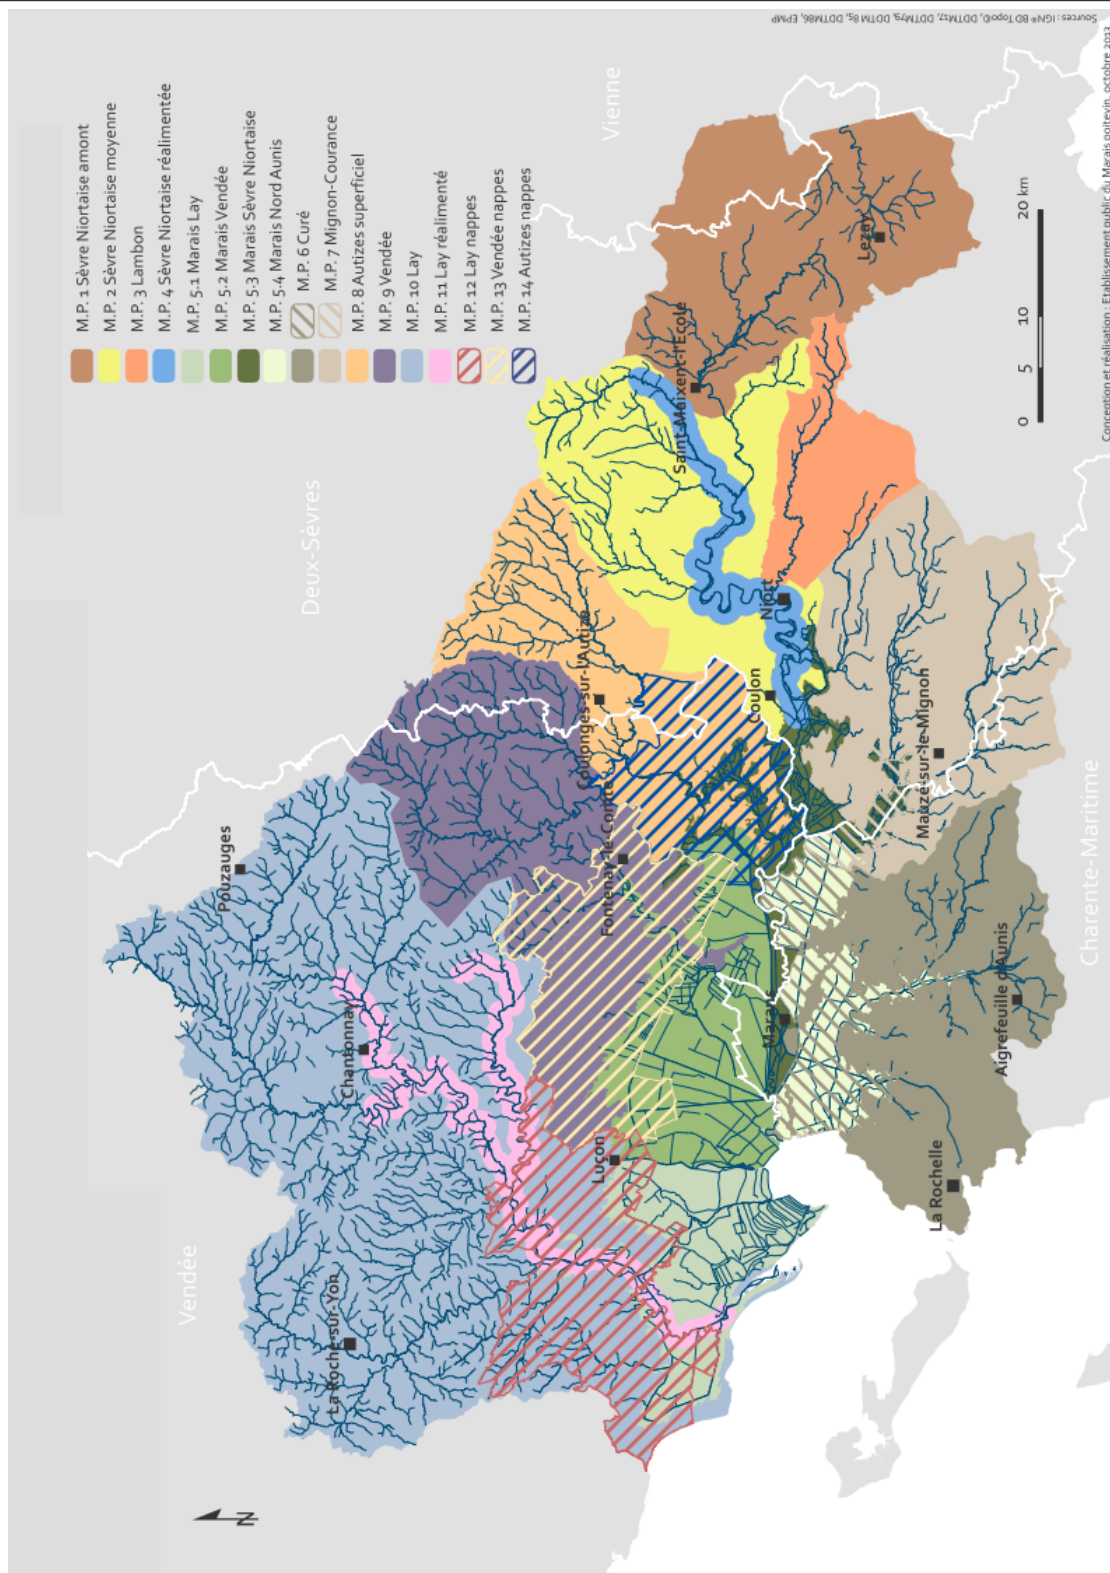 M.P. 1 Sèvre Niortaise amont
M.P. 2 Sèvre Niortaise moyenne
M.P. 3 Lambon
M.P. 4 Sèvre Niortaise réalimentée
M.P. 5.1 Marais Lay
M.P. 5.2 Marais Vendée
M.P. 5.3 Marais Sèvre Niortaise
M.P. 5.4 Marais Nord Aunis
M.P. 6 Curé
M.P. 7 Mignon-Courance
M.P. 8 Autizes superficiel
M.P. 9 Vendée
M.P. 10 Lay
M.P. 11 Lay réalimenté
M.P. 12 Lay nappes
M.P. 13 Vendée nappes
M.P. 14 Autizes nappes
Vendée
Deux-Sèvres
Vienne
Charente-Maritime
Pouzauges
Chantonnay
La Roche-sur-Yon
Luçon
Fontenay-le-Comte
Coulonges-sur-l'Autize
Saint-Maixent-l'Ecole
Lezay
Niort
Coulon
Marans
Mauzé-sur-le-Mignon
Aigrefeuille d'Aunis
La Rochelle
N
0 5 10 20 km
Sources : IGN® BD Topo©, DDTM17, DDTM79, DDTM 85, DDTM86, EPMP
Conception et réalisation : Etablissement public du Marais poitevin, octobre 2013